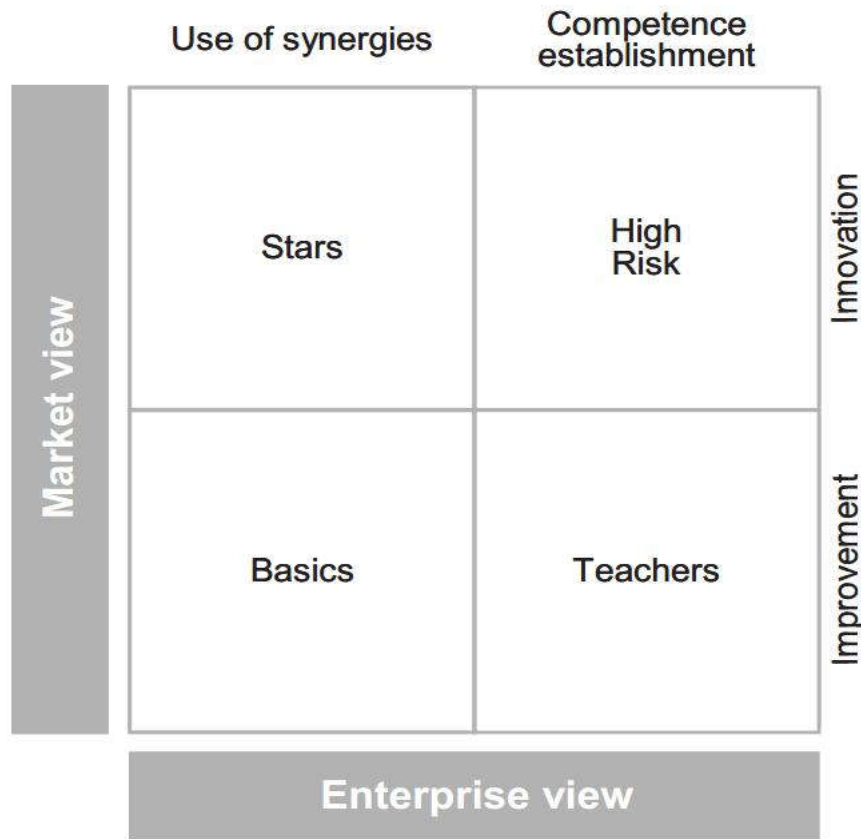 Use of synergies
Competence
establishment
Market view
Stars
High
Risk
Innovation
Basics
Teachers
Improvement
Enterprise view